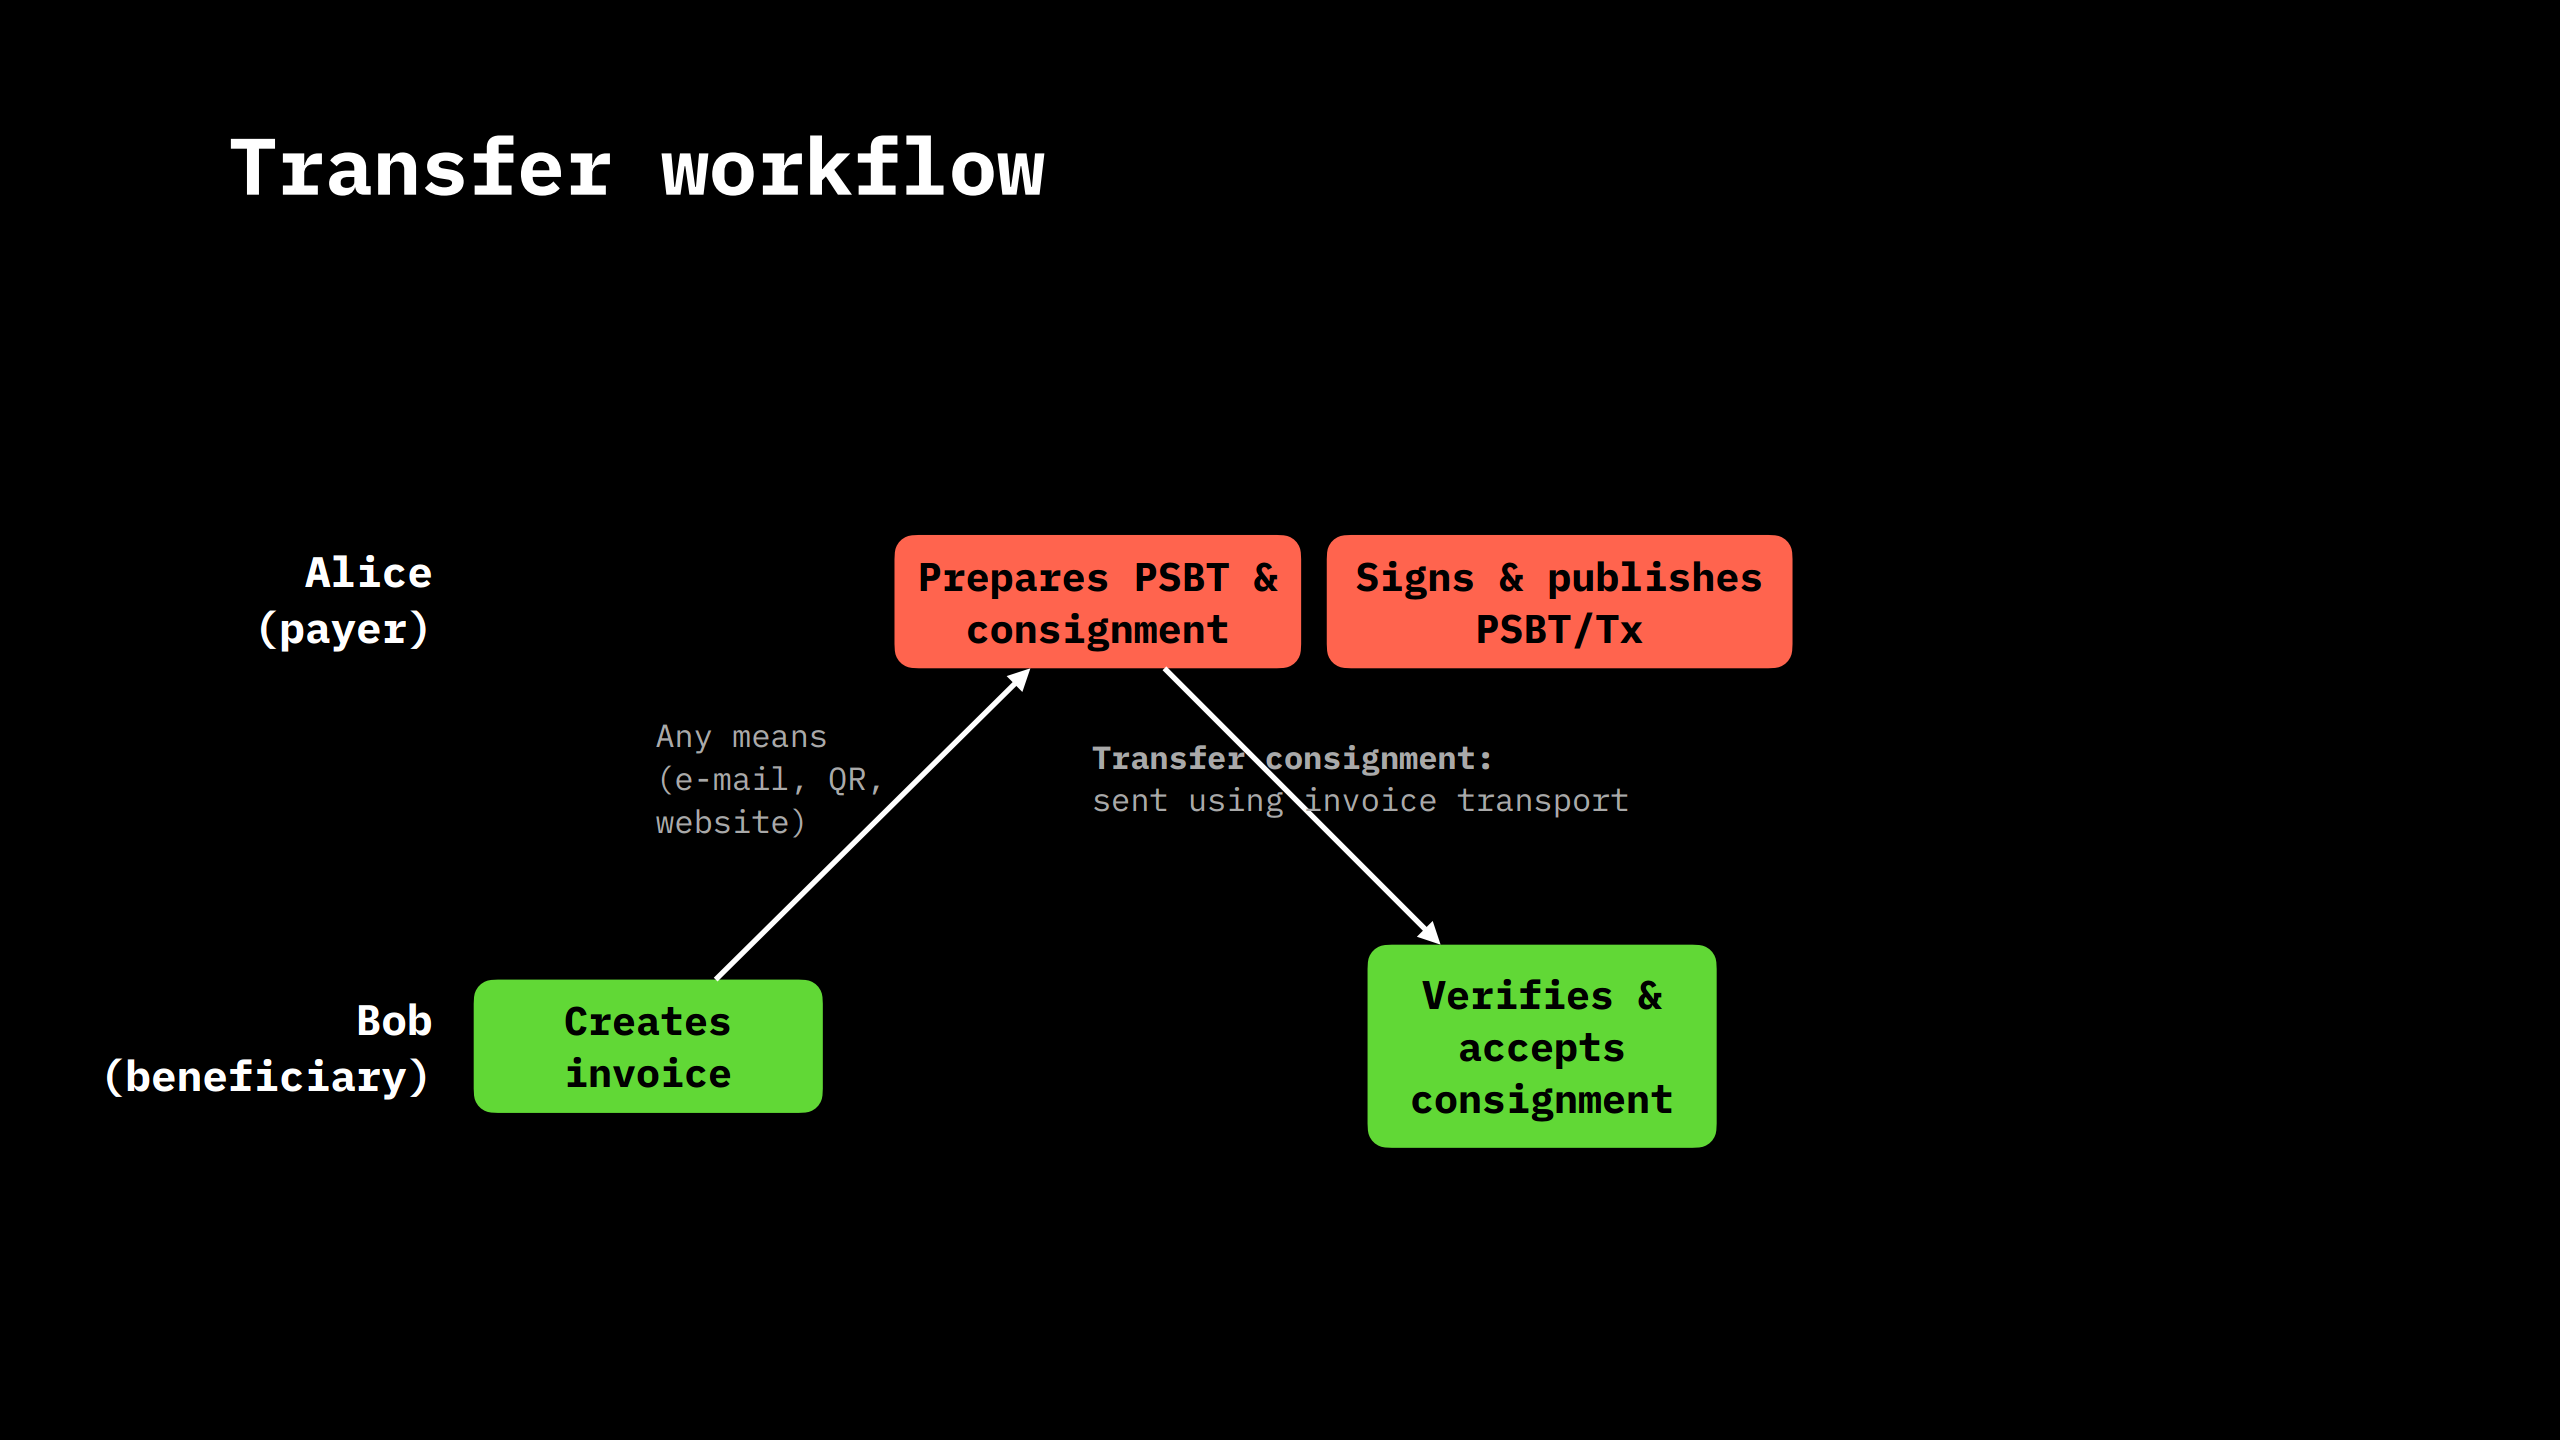 Transfer workflow
Alice
(payer)
Prepares PSBT &
consignment
Signs & publishes
PSBT/Tx
Any means
(e-mail, QR,
website)
Transfer consignment:
sent using invoice transport
Bob
(beneficiary)
Creates
invoice
Verifies &
accepts
consignment